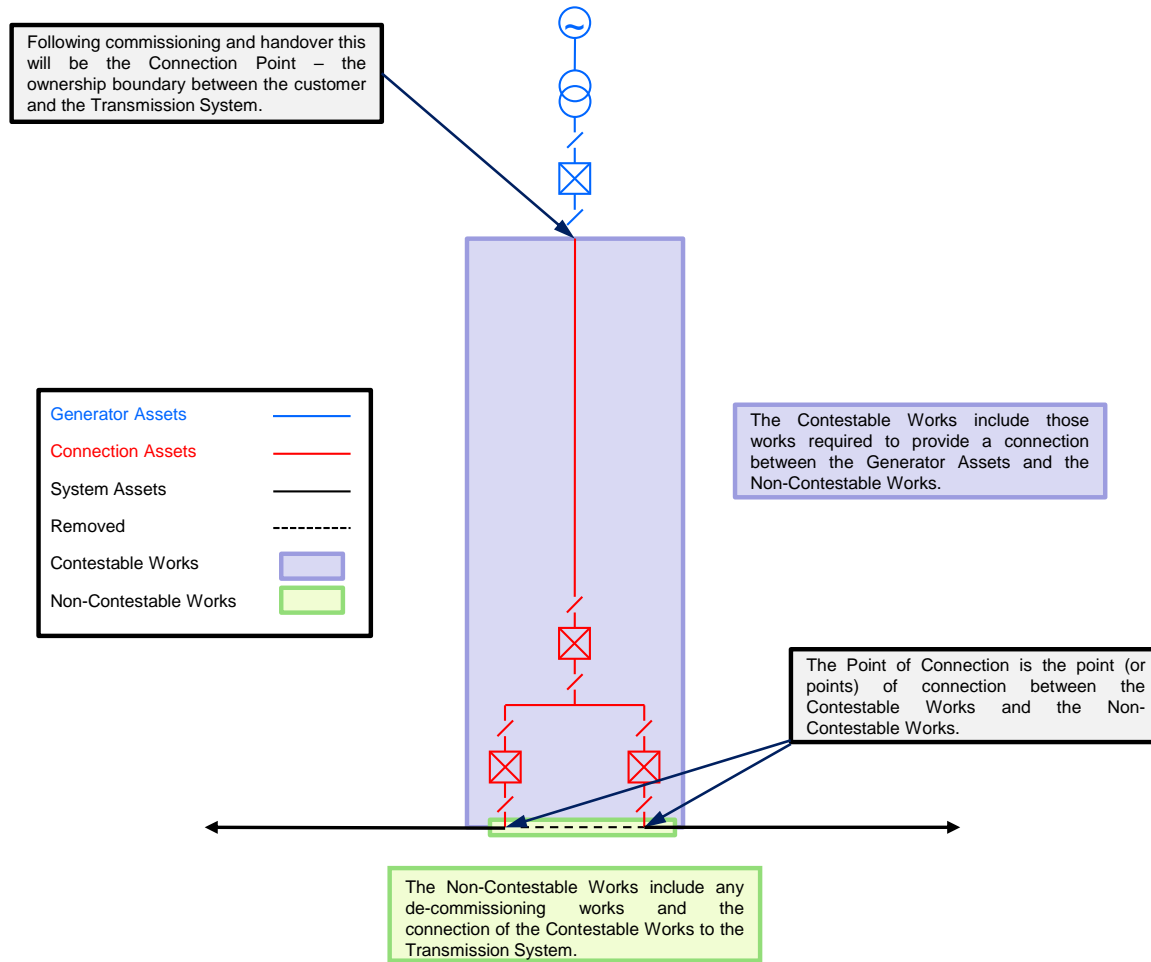 Following commissioning and handover this
will be the Connection Point – the
ownership boundary between the customer
and the Transmission System.
~
Generator Assets
Connection Assets
System Assets
Removed
Contestable Works
Non-Contestable Works
The Contestable Works include those
works required to provide a connection
between the Generator Assets and the
Non-Contestable Works.
The Point of Connection is the point (or
points) of connection between the
Contestable Works and the Non-
Contestable Works.
The Non-Contestable Works include any
de-commissioning works and the
connection of the Contestable Works to the
Transmission System.